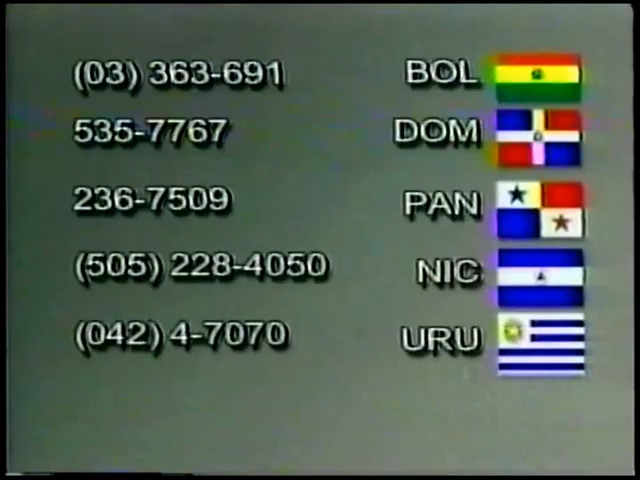 (03) 363-691 BOL
535-7767 DOM
236-7509 PAN
(505) 228-4050 NIC
(042) 4-7070 URU